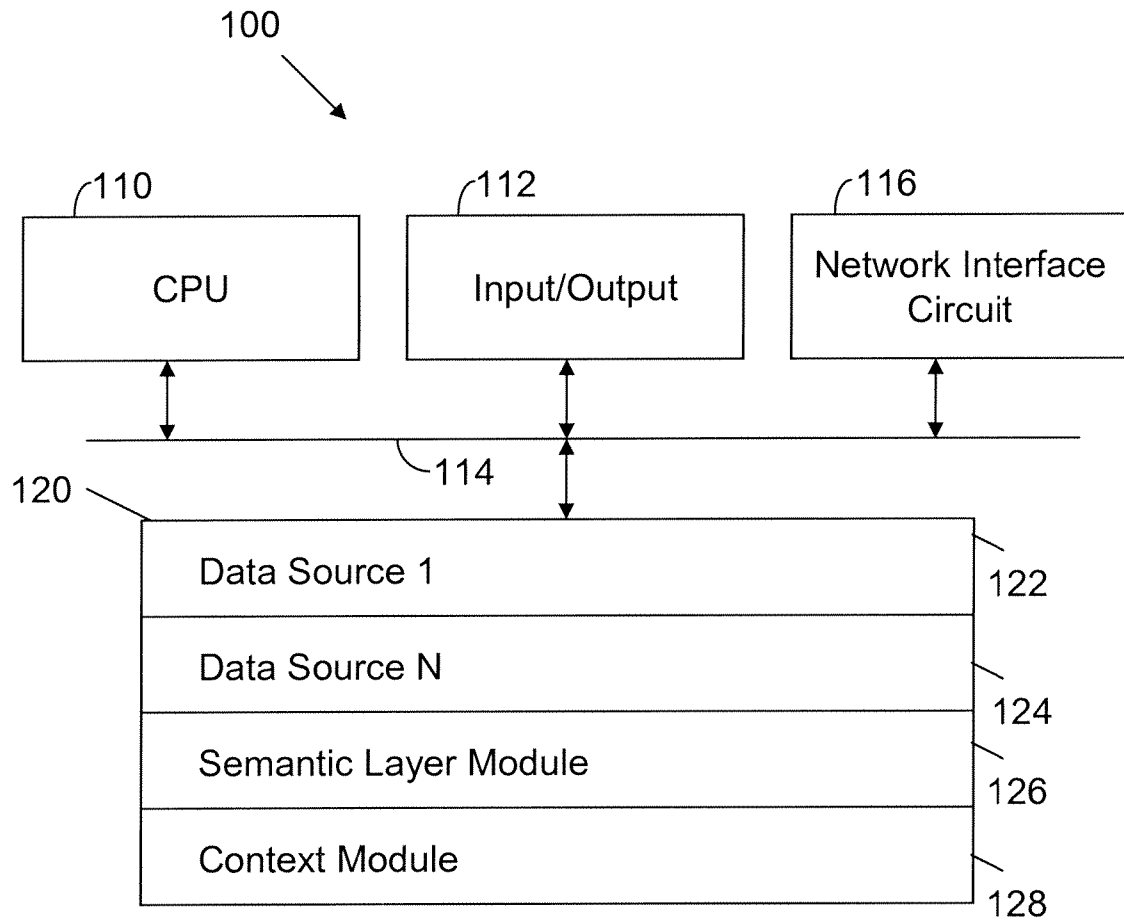 100
110
112
116
CPU
Input/Output
Network Interface
Circuit
114
120
Data Source 1
122
Data Source N
124
Semantic Layer Module
126
Context Module
128